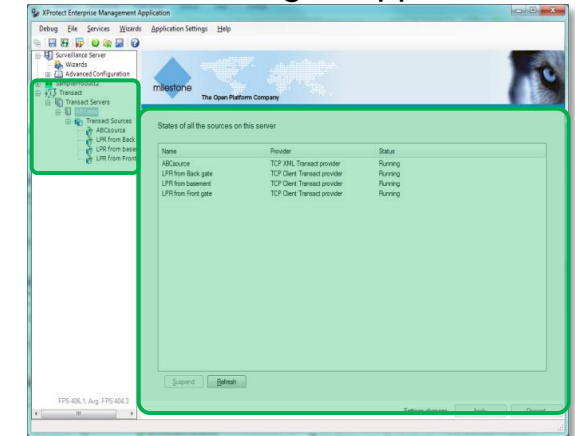 XProtect Enterprise Management Application
Debug File Services Wizards Application Settings Help
Surveillance Server
Wizards
Advanced Configuration
SampleProduct2
Transact
Transact Servers
Transact Sources
ABCsource
LPR from Back
LPR from base
LPR from Front
milestone
The Open Platform Company
States of all the sources on this server
Name Provider Status
ABCsource TCP XML Transact provider Running
LPR from Back gate TCP Client Transact provider Running
LPR from basement TCP Client Transact provider Running
LPR from Front gate TCP Client Transact provider Running
Suspend Refresh
FPS 406.1; Avg. FPS 404.3